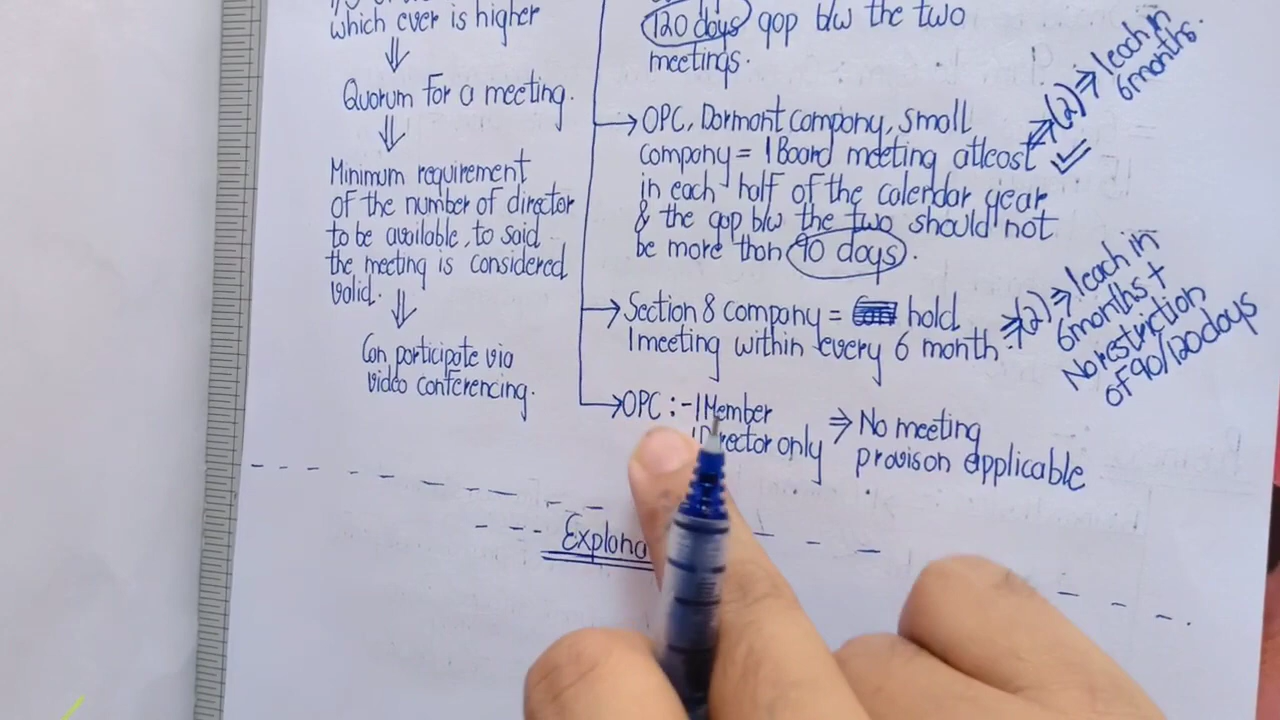 which ever is higher
⇓
Quorum for a meeting.
⇓
Minimum requirement
of the number of director
to be available, to said
the meeting is considered
valid.
⇓
Can participate via
video conferencing.
120 days gap b/w the two
meetings.
→ OPC, Dormant company, small
company = 1 Board meeting atleast
in each half of the calendar year
& the gap b/w the two should not
be more than 90 days.
⇒ (2) ⇒ 1 each in
6 months.
→ Section 8 company = hold
1 meeting within every 6 month.
⇒ (2) ⇒ 1 each in
6 months +
No restriction
of 90/120 days
→ OPC :- 1 Member
1 Director only
⇒ No meeting
provison applicable